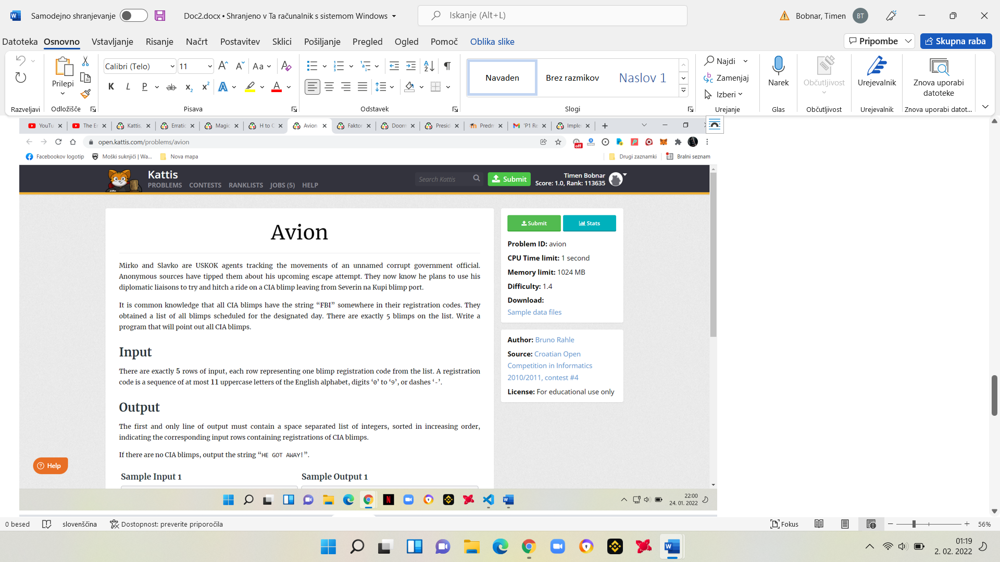 Samodejno shranjevanje
Doc2.docx • Shranjeno v Ta računalnik s sistemom Windows
Iskanje (Alt+L)
Bobnar, Timen
BT
Datoteka Osnovno Vstavljanje Risanje Načrt Postavitev Sklici Pošiljanje Pregled Ogled Pomoč Oblika slike
Pripombe
Skupna raba
Razveljavi
Prilepi
Odložišče
Calibri (Telo) 11
Aa
K L P ab x₂ x² A A
Pisava
Odstavek
Navaden
Brez razmikov
Naslov 1
Slogi
Najdi
Zamenjaj
Izberi
Urejanje
Narek
Glas
Občutljivost
Občutljivost
Urejevalnik
Urejevalnik
Znova uporabi
datoteke
Znova uporabi datot...
YouTu The Er Kattis, Erratic Magic H to C Avion Faktor Doorm Presid Predm 'P1 Re Imple
open.kattis.com/problems/avion
off
Facebookov logotip Moški suknjiči | Wa... Nova mapa
Drugi zaznamki Bralni seznam
Kattis
PROBLEMS CONTESTS RANKLISTS JOBS (5) HELP
Search Kattis
Submit
Timen Bobnar
Score: 1.0, Rank: 113635
Avion
Mirko and Slavko are USKOK agents tracking the movements of an unnamed corrupt government official.
Anonymous sources have tipped them about his upcoming escape attempt. They now know he plans to use his
diplomatic liaisons to try and hitch a ride on a CIA blimp leaving from Severin na Kupi blimp port.
It is common knowledge that all CIA blimps have the string “FBI” somewhere in their registration codes. They
obtained a list of all blimps scheduled for the designated day. There are exactly 5 blimps on the list. Write a
program that will point out all CIA blimps.
Input
There are exactly 5 rows of input, each row representing one blimp registration code from the list. A registration
code is a sequence of at most 11 uppercase letters of the English alphabet, digits ‘0’ to ‘9’, or dashes ‘-’.
Output
The first and only line of output must contain a space separated list of integers, sorted in increasing order,
indicating the corresponding input rows containing registrations of CIA blimps.
If there are no CIA blimps, output the string “HE GOT AWAY!”.
Sample Input 1
Sample Output 1
Help
Submit
Stats
Problem ID: avion
CPU Time limit: 1 second
Memory limit: 1024 MB
Difficulty: 1.4
Download:
Sample data files
Author: Bruno Rahle
Source: Croatian Open
Competition in Informatics
2010/2011, contest #4
License: For educational use only
22:00
24. 01. 2022
0 besed
slovenščina
Dostopnost: preverite priporočila
Fokus
56%
01:19
2. 02. 2022